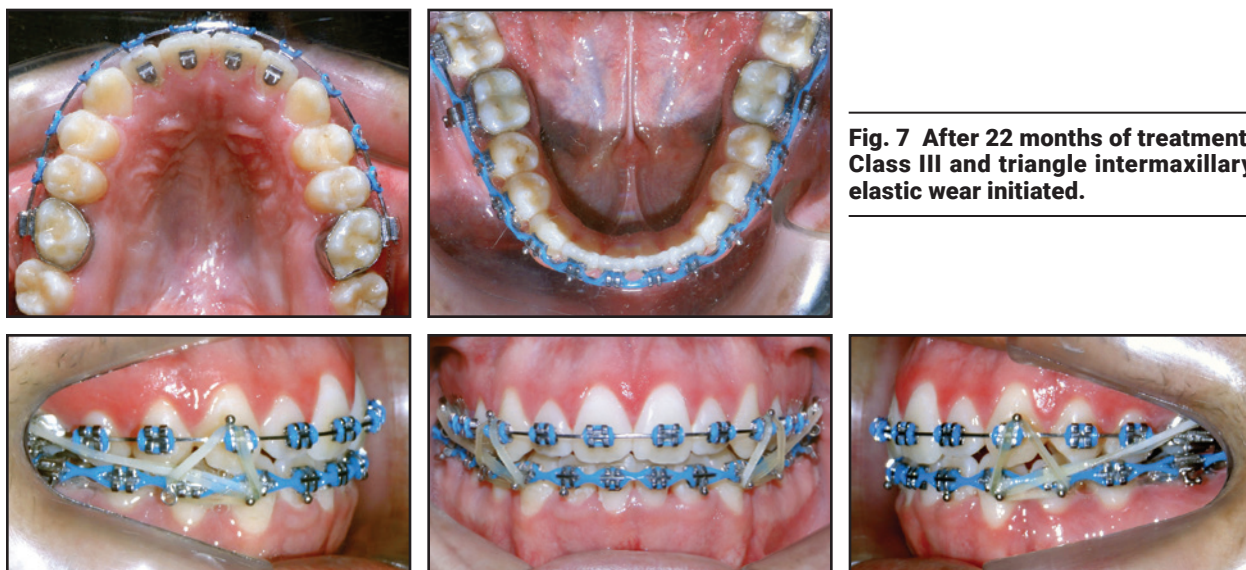 Fig. 7 After 22 months of treatment
Class III and triangle intermaxillary
elastic wear initiated.